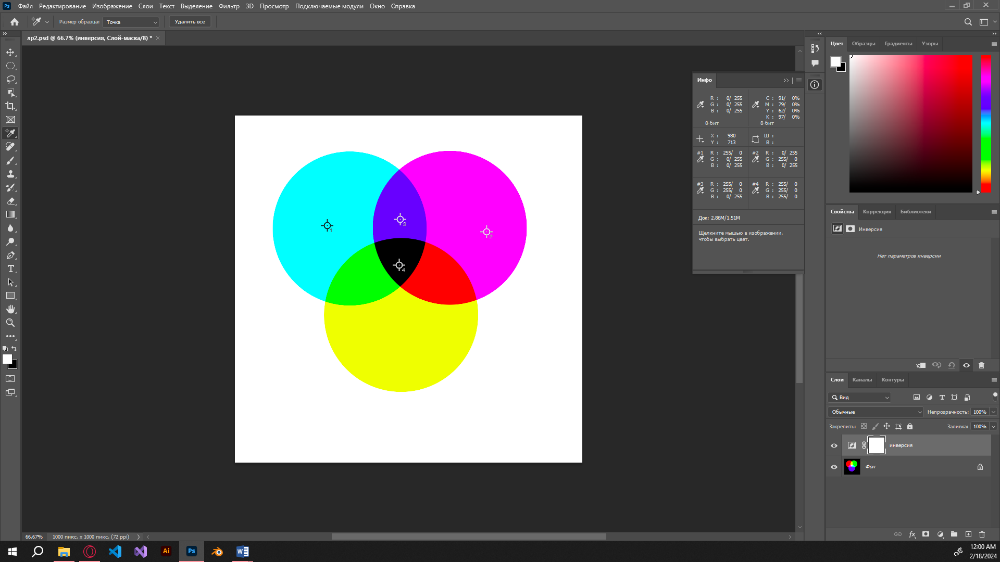 Ps Файл Редактирование Изображение Слои Текст Выделение Фильтр 3D Просмотр Подключаемые модули Окно Справка
Размер образца: Точка Удалить все
лр2.psd @ 66.7% (инверсия, Слой-маска/8) * ×
Цвет Образцы Градиенты Узоры
Инфо
R : 0/ 255 C : 91/ 0%
G : 0/ 255 M : 79/ 0%
B : 0/ 255 Y : 62/ 0%
K : 97/ 0%
8-бит 8-бит
X : 980 Ш :
Y : 713 В :
#1 R : 255/ 0 #2 R : 0/ 255
G : 0/ 255 G : 255/ 0
B : 0/ 255 B : 0/ 255
#3 R : 255/ 0 #4 R : 255/ 0
G : 255/ 0 G : 255/ 0
B : 0/ 255 B : 255/ 0
Док: 2.86M/1.51M
Щелкните мышью в изображении,
чтобы выбрать цвет.
1
3
2
4
Свойства Коррекция Библиотеки
Инверсия
Нет параметров инверсии
Слои Каналы Контуры
Вид
Обычные Непрозрачность: 100%
Закрепить: Заливка: 100%
инверсия
Фон
fx
66.67% 1000 пикс. x 1000 пикс. (72 ppi)
Ai Ps W
12:00 AM
2/18/2024